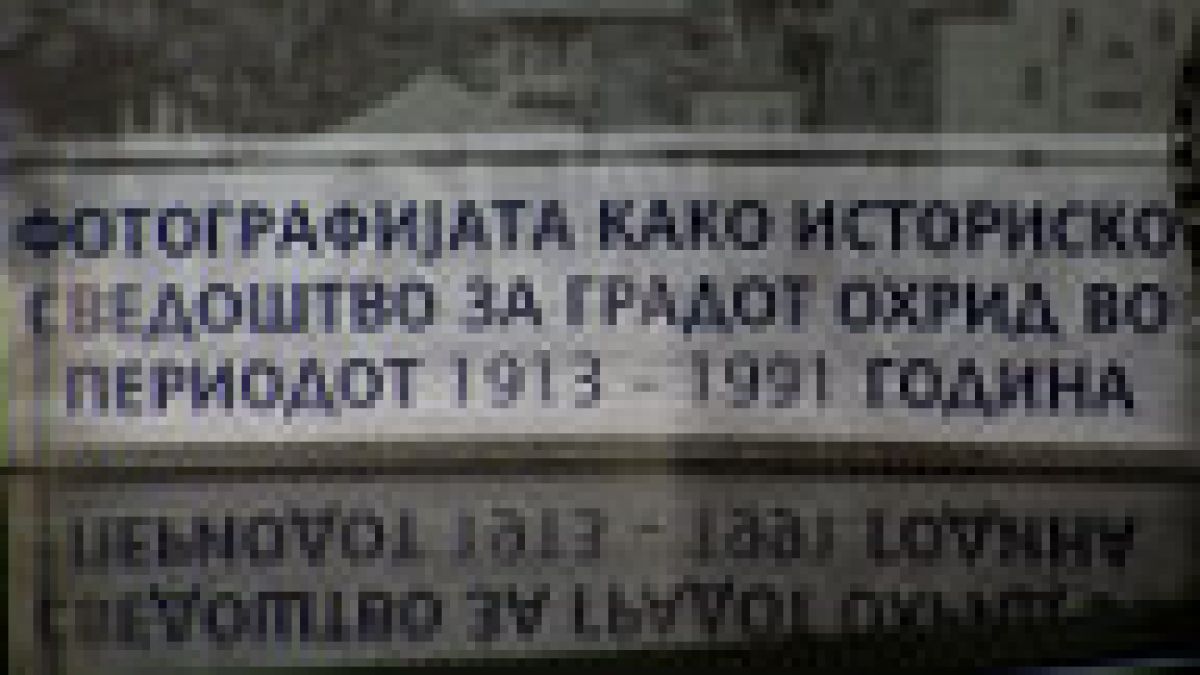 ФОТОГРАФИЈАТА КАКО ИСТОРИСКО
СВЕДОШТВО ЗА ГРАДОТ ОХРИД ВО
ПЕРИОДОТ 1913 - 1991 ГОДИНА